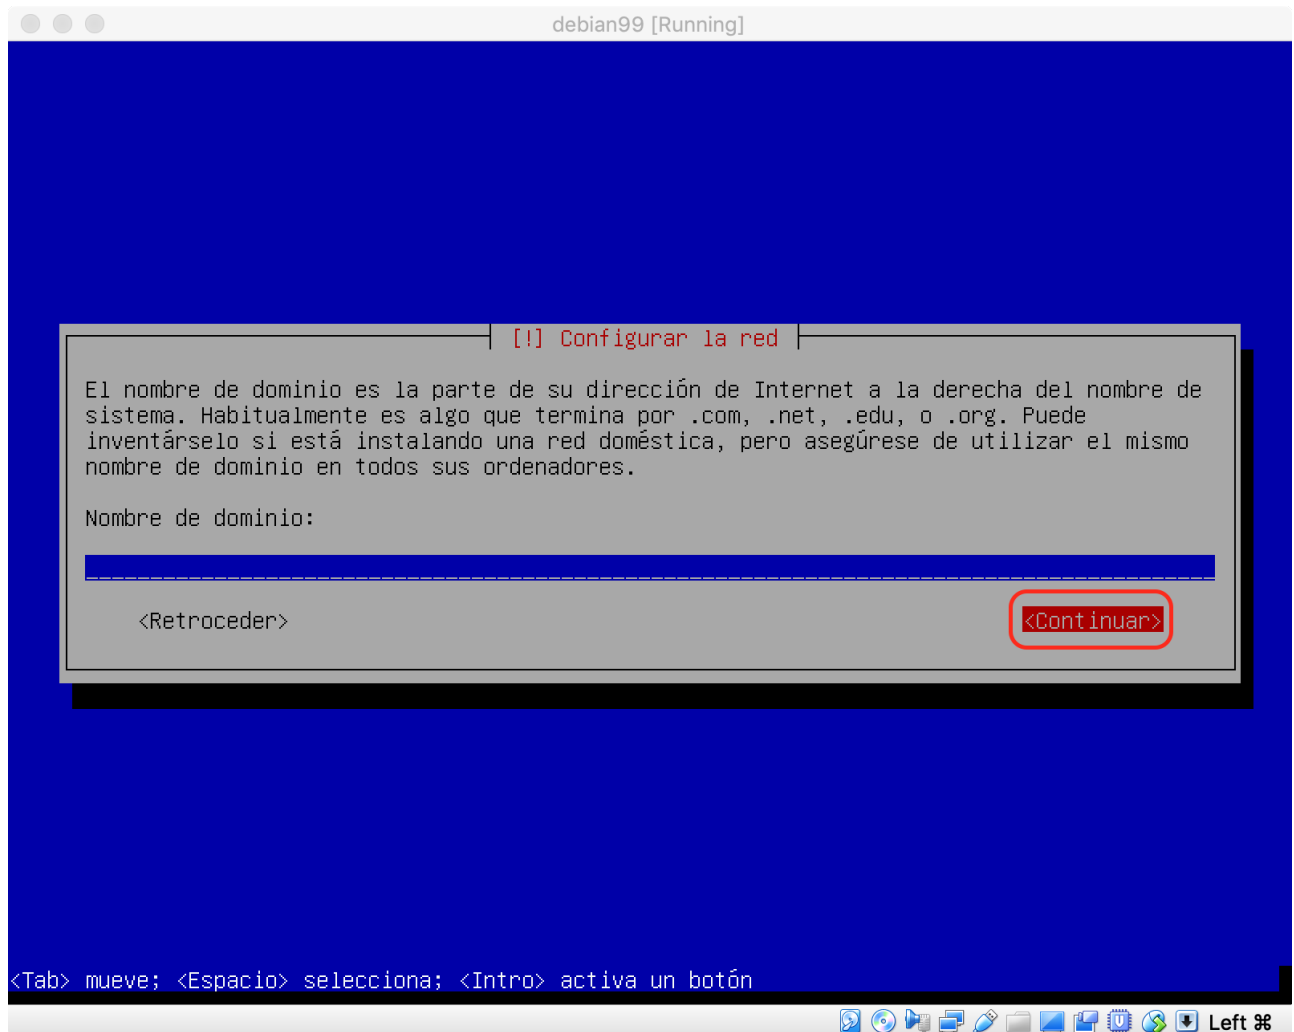 debian99 [Running]
[!] Configurar la red
El nombre de dominio es la parte de su dirección de Internet a la derecha del nombre de
sistema. Habitualmente es algo que termina por .com, .net, .edu, o .org. Puede
inventárselo si está instalando una red doméstica, pero asegúrese de utilizar el mismo
nombre de dominio en todos sus ordenadores.
Nombre de dominio:
<Retroceder> <Continuar>
<Tab> mueve; <Espacio> selecciona; <Intro> activa un botón
Left ⌘